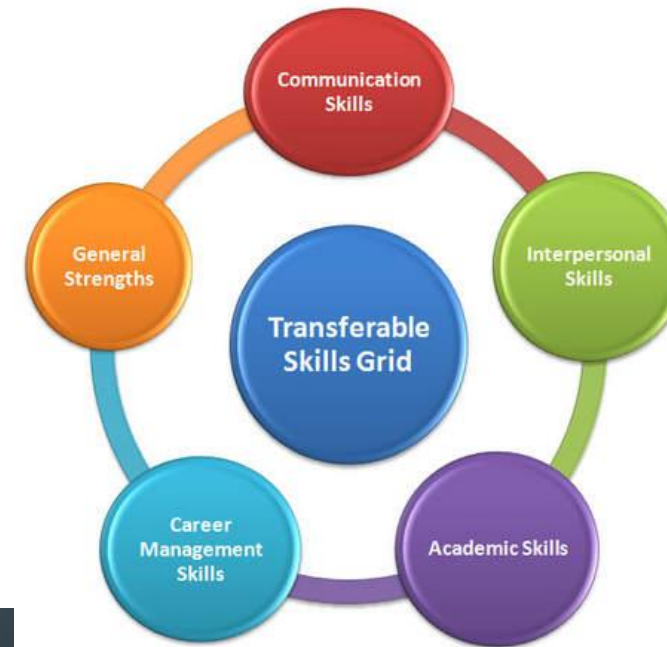 Communication
Skills
Interpersonal
Skills
Academic Skills
Career
Management
Skills
General
Strengths
Transferable
Skills Grid